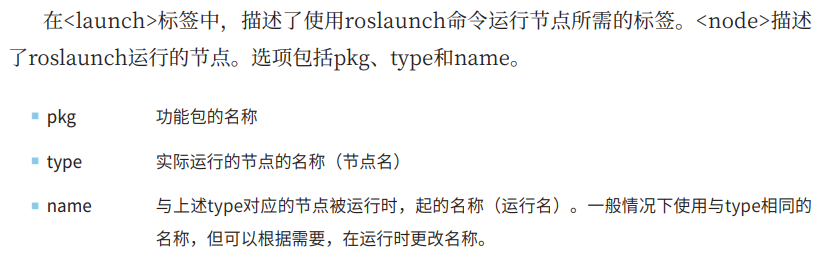 在<launch>标签中，描述了使用roslaunch命令运行节点所需的标签。<node>描述
了roslaunch运行的节点。选项包括pkg、type和name。
pkg 功能包的名称
type 实际运行的节点的名称（节点名）
name 与上述type对应的节点被运行时，起的名称（运行名）。一般情况下使用与type相同的
名称，但可以根据需要，在运行时更改名称。